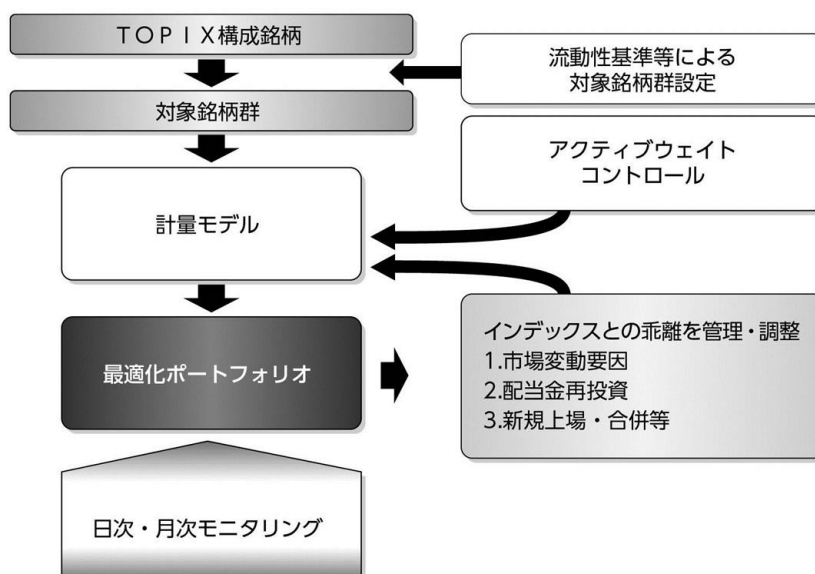 TOPIX構成銘柄
流動性基準等による
対象銘柄群設定
対象銘柄群
アクティブウェイト
コントロール
計量モデル
最適化ポートフォリオ
インデックスとの乖離を管理・調整
1.市場変動要因
2.配当金再投資
3.新規上場・合併等
日次・月次モニタリング